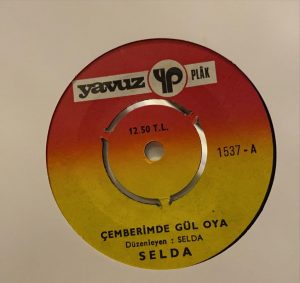 yavuz YP PLÂK
12.50 T.L.
1537-A
ÇEMBERİMDE GÜL OYA
Düzenleyen : SELDA
SELDA